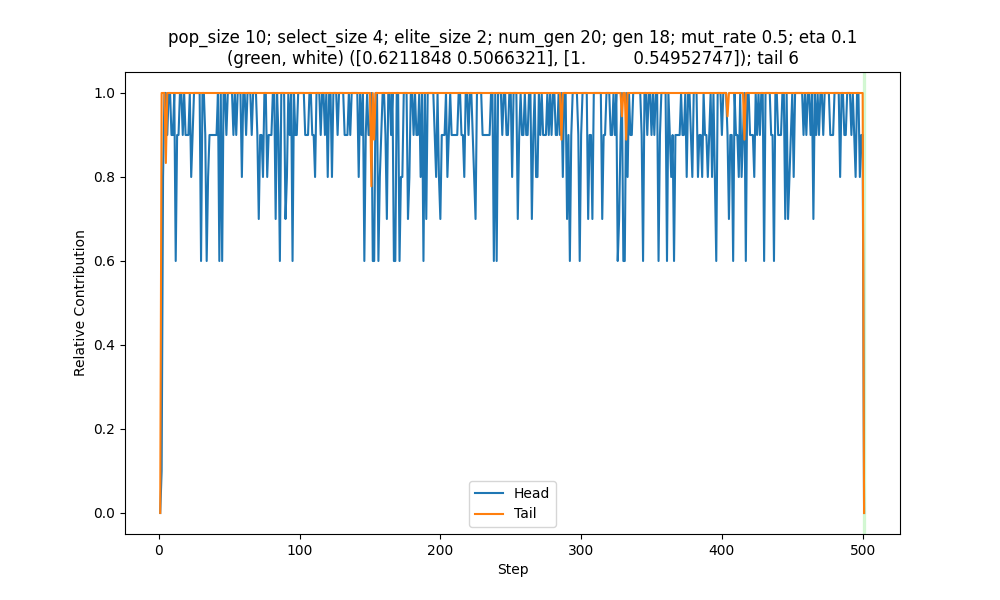 pop_size 10; select_size 4; elite_size 2; num_gen 20; gen 18; mut_rate 0.5; eta 0.1
(green, white) ([0.6211848 0.5066321], [1.          0.54952747]); tail 6
1.0
0.8
0.6
0.4
0.2
0.0
Relative Contribution
Head
Tail
0
100
200
300
400
500
Step